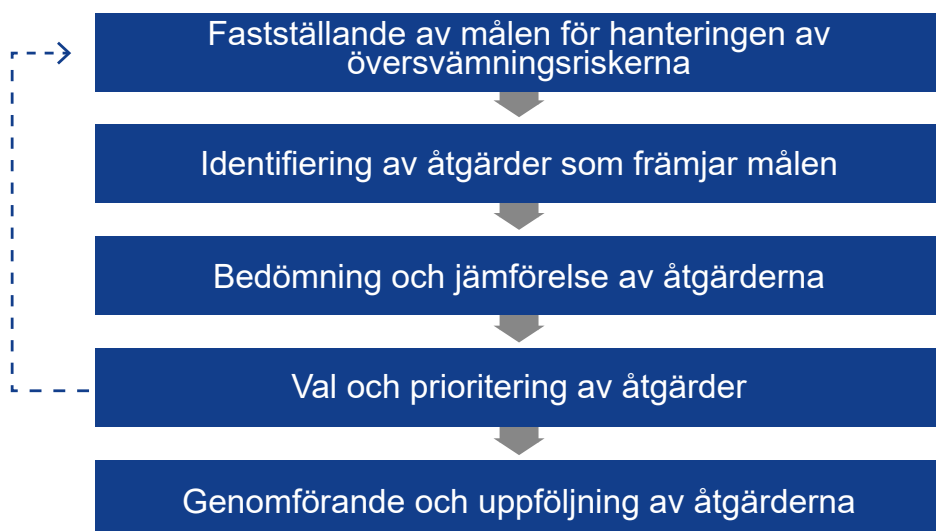 Fastställande av målen för hanteringen av
översvämningsriskerna
Identifiering av åtgärder som främjar målen
Bedömning och jämförelse av åtgärderna
Val och prioritering av åtgärder
Genomförande och uppföljning av åtgärderna